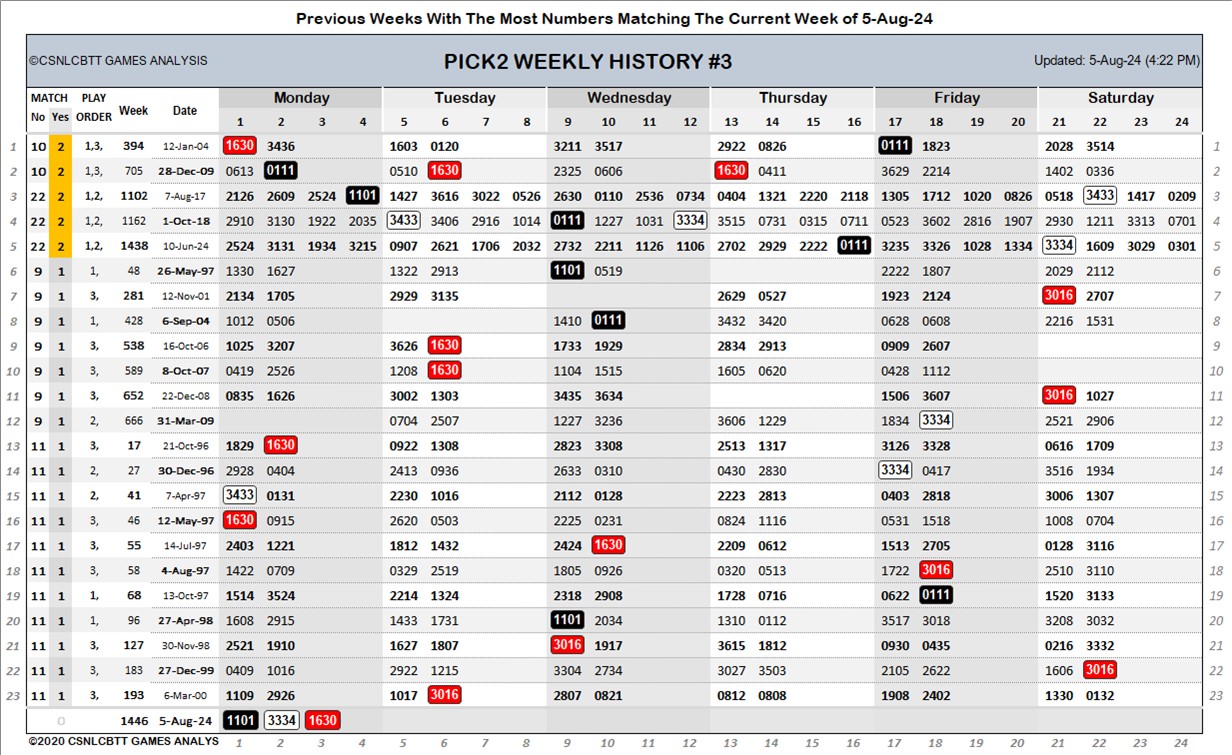 Previous Weeks With The Most Numbers Matching The Current Week of 5-Aug-24
©CSNLCBTT GAMES ANALYSIS PICK2 WEEKLY HISTORY #3 Updated: 5-Aug-24 (4:22 PM)
MATCH PLAY Week Date Monday Tuesday Wednesday Thursday Friday Saturday
No Yes ORDER 1 2 3 4 5 6 7 8 9 10 11 12 13 14 15 16 17 18 19 20 21 22 23 24
1 10 2 1,3, 394 12-Jan-04 1630 3436 1603 0120 3211 3517 2922 0826 0111 1823 2028 3514 1
2 10 2 1,3, 705 28-Dec-09 0613 0111 0510 1630 2325 0606 1630 0411 3629 2214 1402 0336 2
3 22 2 1,2, 1102 7-Aug-17 2126 2609 2524 1101 1427 3616 3022 0526 2630 0110 2536 0734 0404 1321 2220 2118 1305 1712 1020 0826 0518 3433 1417 0209 3
4 22 2 1,2, 1162 1-Oct-18 2910 3130 1922 2035 3433 3406 2916 1014 0111 1227 1031 3334 3515 0731 0315 0711 0523 3602 2816 1907 2930 1211 3313 0701 4
5 22 2 1,2, 1438 10-Jun-24 2524 3131 1934 3215 0907 2621 1706 2032 2732 2211 1126 1106 2702 2929 2222 0111 3235 3326 1028 1334 3334 1609 3029 0301 5
6 9 1 1, 48 26-May-97 1330 1627 1322 2913 1101 0519 2222 1807 2029 2112 6
7 9 1 3, 281 12-Nov-01 2134 1705 2929 3135 2629 0527 1923 2124 3016 2707 7
8 9 1 1, 428 6-Sep-04 1012 0506 1410 0111 3432 3420 0628 0608 2216 1531 8
9 9 1 3, 538 16-Oct-06 1025 3207 3626 1630 1733 1929 2834 2913 0909 2607 9
10 9 1 3, 589 8-Oct-07 0419 2526 1208 1630 1104 1515 1605 0620 0428 1112 10
11 9 1 3, 652 22-Dec-08 0835 1626 3002 1303 3435 3634 1506 3607 3016 1027 11
12 9 1 2, 666 31-Mar-09 0704 2507 1227 3236 3606 1229 1834 3334 2521 2906 12
13 11 1 3, 17 21-Oct-96 1829 1630 0922 1308 2823 3308 2513 1317 3126 3328 0616 1709 13
14 11 1 2, 27 30-Dec-96 2928 0404 2413 0936 2633 0310 0430 2830 3334 0417 3516 1934 14
15 11 1 2, 41 7-Apr-97 3433 0131 2230 1016 2112 0128 2223 2813 0403 2818 3006 1307 15
16 11 1 3, 46 12-May-97 1630 0915 2620 0503 2225 0231 0824 1116 0531 1518 1008 0704 16
17 11 1 3, 55 14-Jul-97 2403 1221 1812 1432 2424 1630 2209 0612 1513 2705 0128 3116 17
18 11 1 3, 58 4-Aug-97 1422 0709 0329 2519 1805 0926 0320 0513 1722 3016 2510 3110 18
19 11 1 1, 68 13-Oct-97 1514 3524 2214 1324 2318 2908 1728 0716 0622 0111 1520 3133 19
20 11 1 1, 96 27-Apr-98 1608 2915 1433 1731 1101 2034 1310 0112 3517 3018 3208 3032 20
21 11 1 3, 127 30-Nov-98 2521 1910 1627 1807 3016 1917 3615 1812 0930 0435 0216 3332 21
22 11 1 3, 183 27-Dec-99 0409 1016 2922 1215 3304 2734 3027 3503 2105 2622 1606 3016 22
23 11 1 3, 193 6-Mar-00 1109 2926 1017 3016 2807 0821 0812 0808 1908 2402 1330 0132 23
0 1446 5-Aug-24 1101 3334 1630
©2020 CSNLCBTT GAMES ANALYS 1 2 3 4 5 6 7 8 9 10 11 12 13 14 15 16 17 18 19 20 21 22 23 24